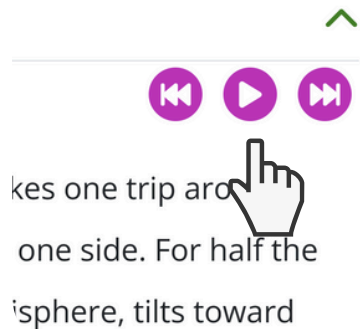 kes one trip aro
one side. For half the
isphere, tilts toward